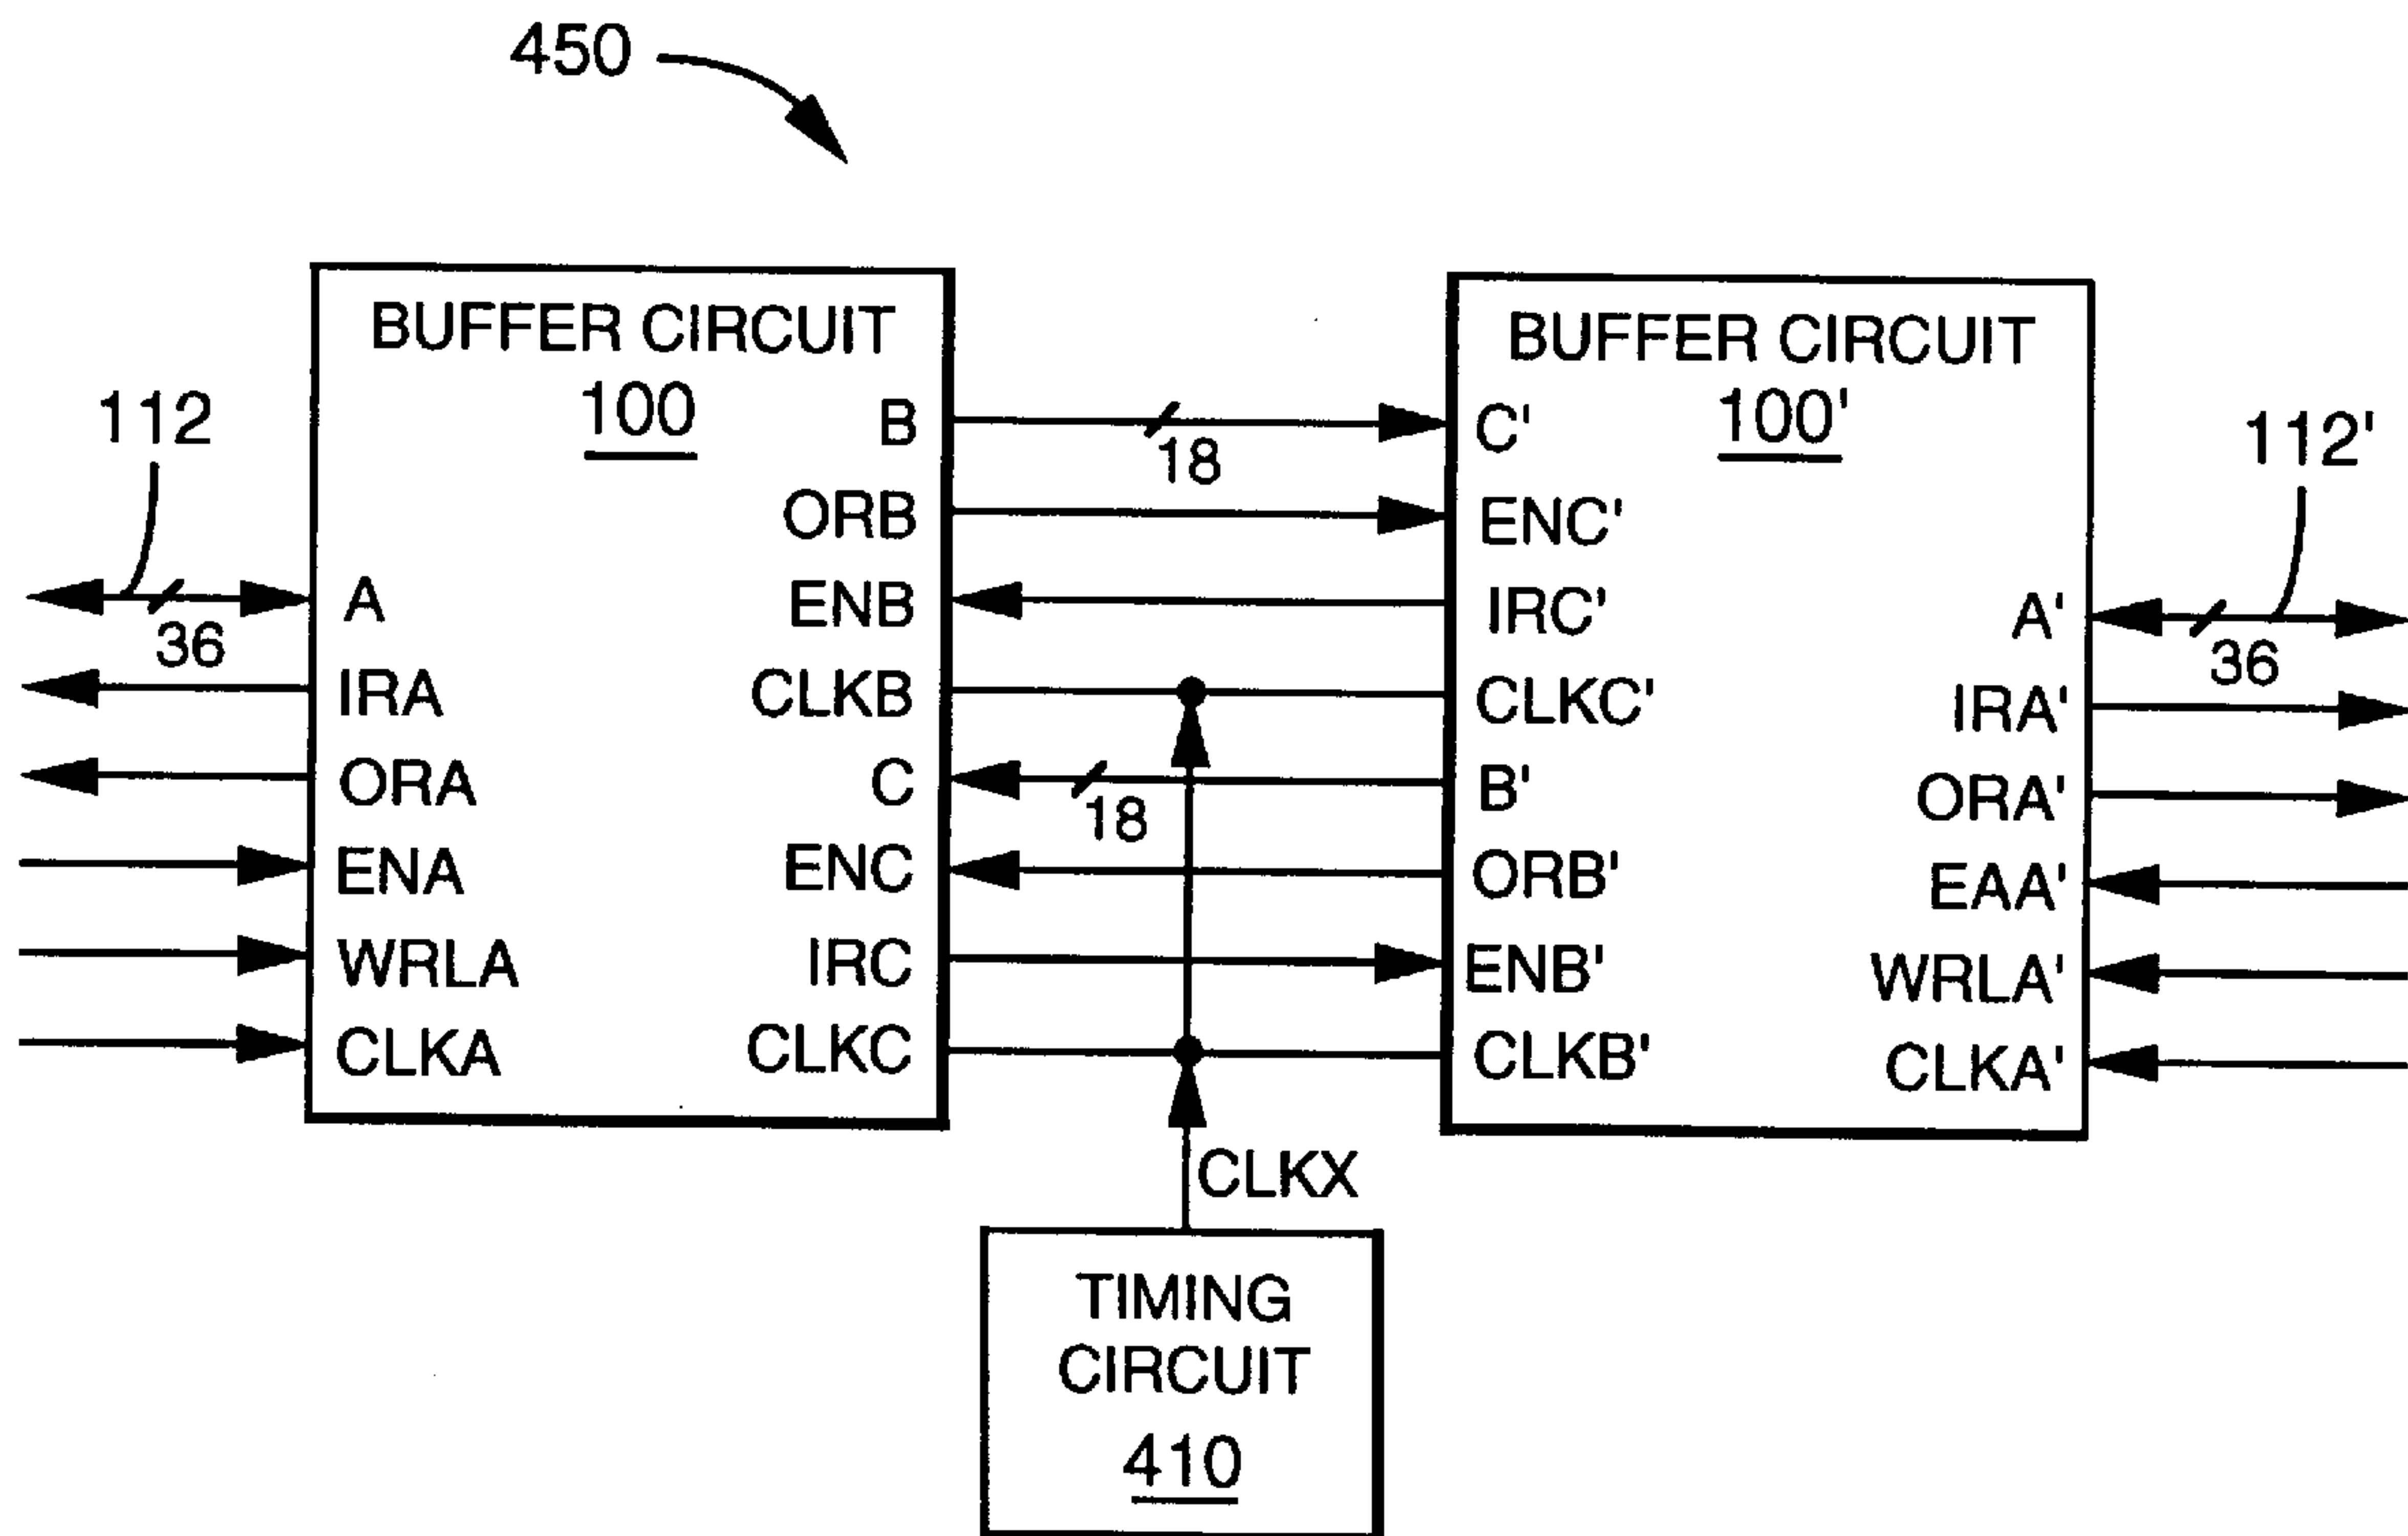 450
BUFFER CIRCUIT
100
112
36
A
IRA
ORA
ENA
WRLA
CLKA
B
ORB
ENB
CLKB
C
ENC
IRC
CLKC
18
18
BUFFER CIRCUIT
100'
C'
ENC'
IRC'
CLKC'
B'
ORB'
ENB'
CLKB'
112'
36
A'
IRA'
ORA'
EAA'
WRLA'
CLKA'
CLKX
TIMING
CIRCUIT
410